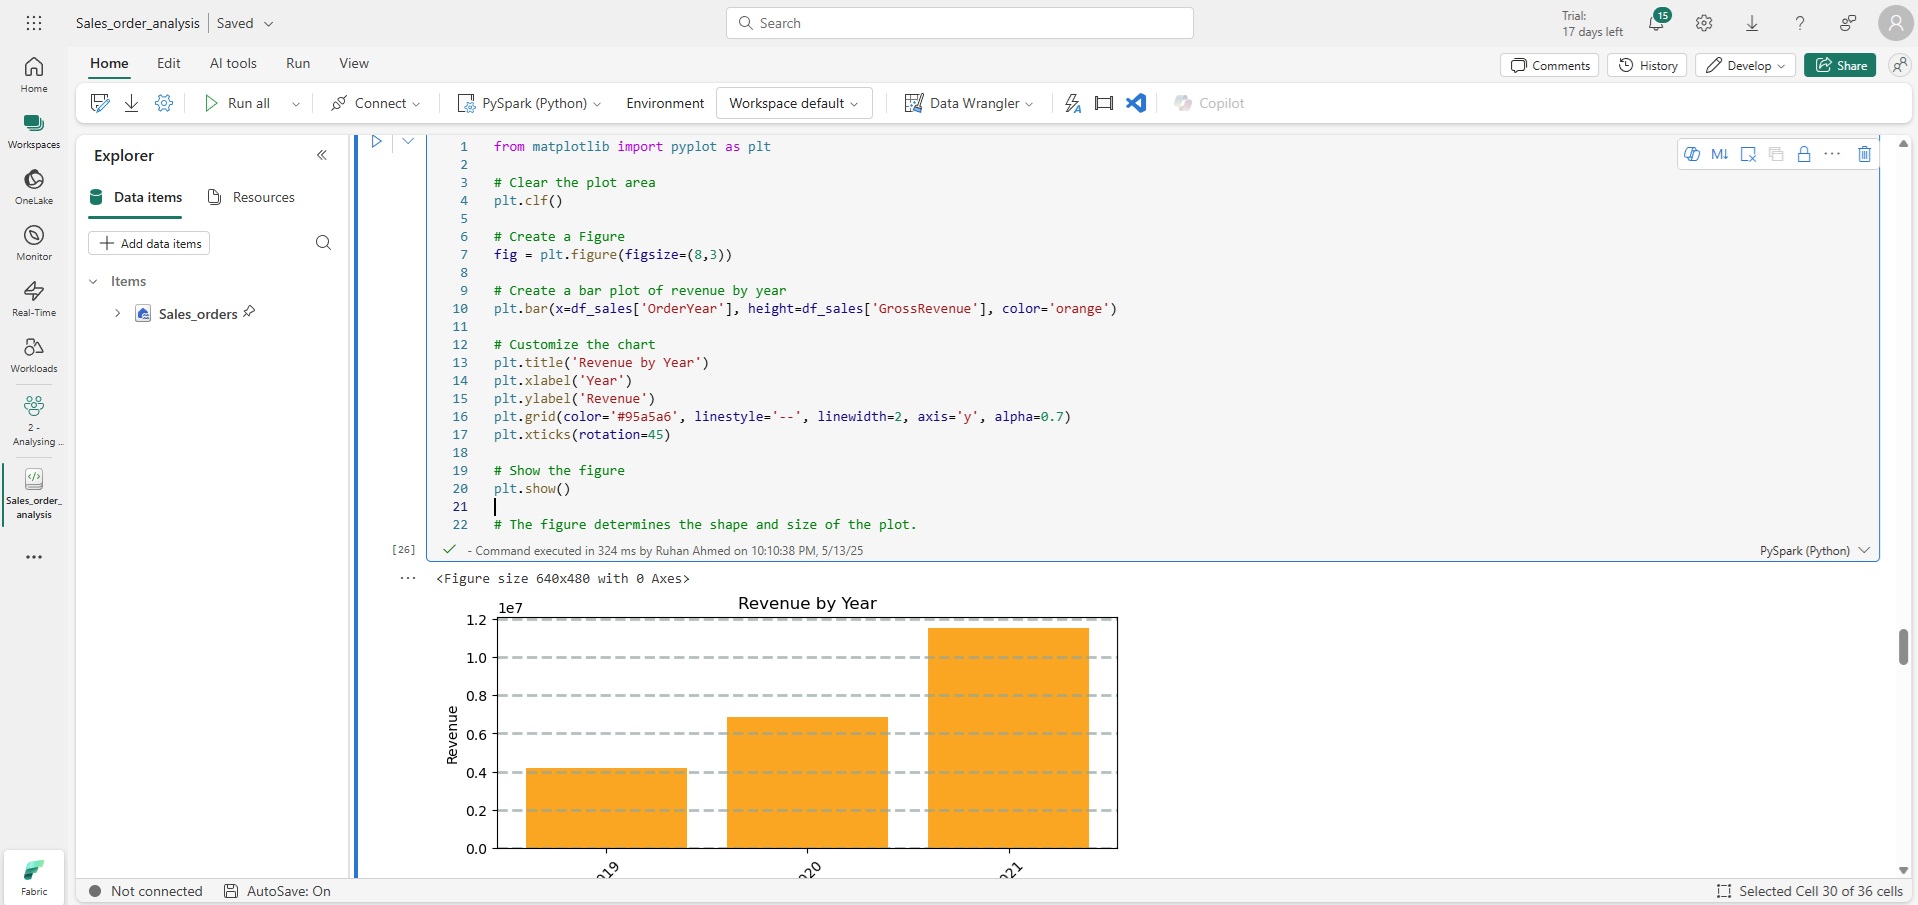 Sales_order_analysis Saved
Search
Trial:
17 days left
15
A
Home Edit AI tools Run View
Comments History Develop Share
Run all Connect PySpark (Python) Environment Workspace default Data Wrangler Copilot
Home
Workspaces
OneLake
Monitor
Real-Time
Workloads
2 -
Analysing ...
Sales_order_
analysis
Fabric
Explorer
Data items Resources
Add data items
Items
Sales_orders
M↓
1 from matplotlib import pyplot as plt
2
3 # Clear the plot area
4 plt.clf()
5
6 # Create a Figure
7 fig = plt.figure(figsize=(8,3))
8
9 # Create a bar plot of revenue by year
10 plt.bar(x=df_sales['OrderYear'], height=df_sales['GrossRevenue'], color='orange')
11
12 # Customize the chart
13 plt.title('Revenue by Year')
14 plt.xlabel('Year')
15 plt.ylabel('Revenue')
16 plt.grid(color='#95a5a6', linestyle='--', linewidth=2, axis='y', alpha=0.7)
17 plt.xticks(rotation=45)
18
19 # Show the figure
20 plt.show()
21
22 # The figure determines the shape and size of the plot.
[26] - Command executed in 324 ms by Ruhan Ahmed on 10:10:38 PM, 5/13/25 PySpark (Python)
<Figure size 640x480 with 0 Axes>
Revenue by Year
1e7
1.2
1.0
0.8
0.6
0.4
0.2
0.0
Revenue
019 020 021
Not connected AutoSave: On Selected Cell 30 of 36 cells